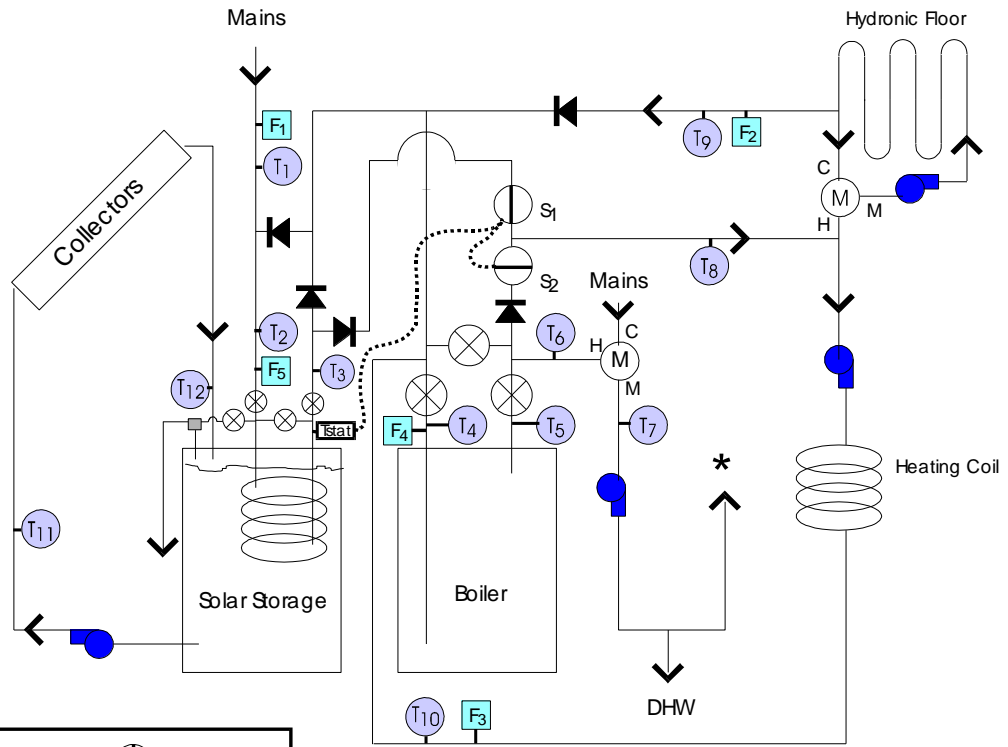 Mains
Hydronic Floor
F1
T1
T9
F2
C
M
M
H
Collectors
S1
S2
T8
Mains
T2
T6
C
H
M
M
F5
T3
T12
Tstat
F4
T4
T5
T7
*
Heating Coil
T11
Solar Storage
Boiler
DHW
T10
F3